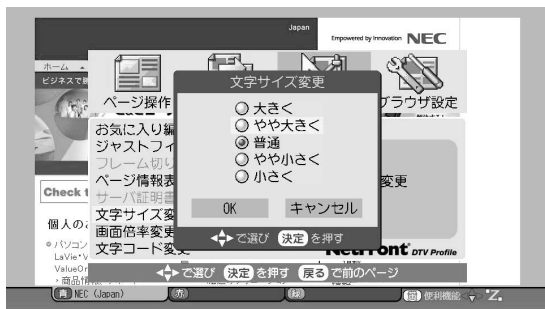 Japan
Empowered by Innovation NEC
ホーム
ビジネスで
ページ操作
ブラウザ設定
文字サイズ変更
大きく
やや大きく
普通
やや小さく
小さく
OK キャンセル
で選び 決定 を押す
お気に入り編
ジャストフィ
フレーム切り
ページ情報表
サーバ証明書
文字サイズ変
画面倍率変更
文字コード変更
変更
Check t
個人のお
パソコン
LaVie・V
ValueOr
・商品情
NetFront DTV Profile
で選び 決定 を押す 戻る で前のページ
青 NEC (Japan) 赤 緑 黄 便利機能 Z.